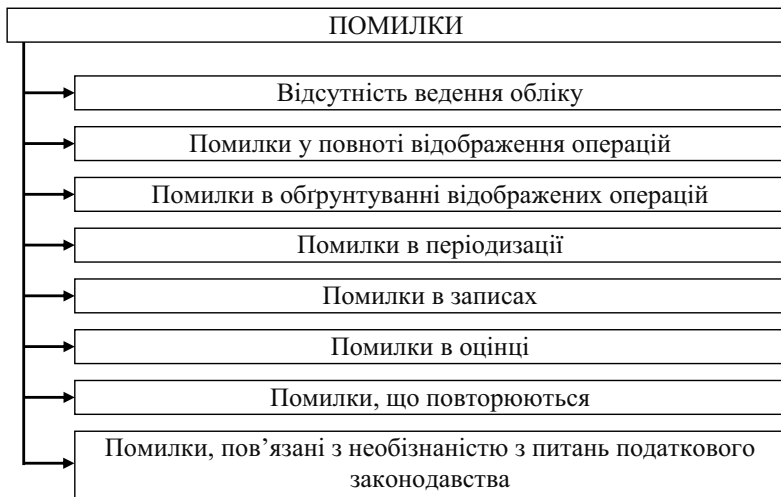 ПОМИЛКИ
Відсутність ведення обліку
Помилки у повноті відображення операцій
Помилки в обґрунтуванні відображених операцій
Помилки в періодизації
Помилки в записах
Помилки в оцінці
Помилки, що повторюються
Помилки, пов’язані з необізнаністю з питань податкового
законодавства